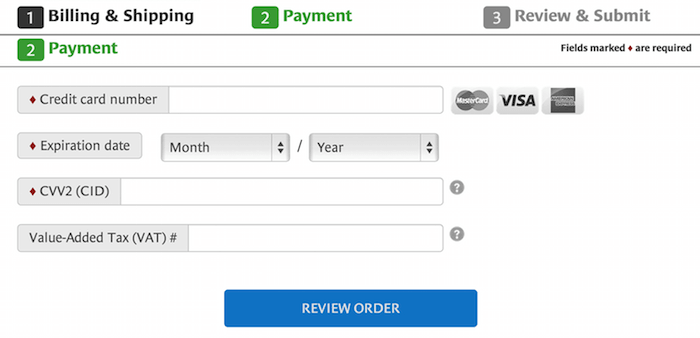 1 Billing & Shipping 2 Payment 3 Review & Submit
2 Payment Fields marked ♦ are required
♦ Credit card number MasterCard VISA
♦ Expiration date Month / Year
♦ CVV2 (CID) ?
Value-Added Tax (VAT) # ?
REVIEW ORDER